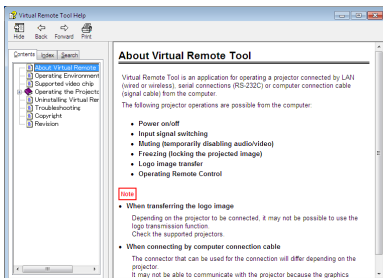 Virtual Remote Tool Help
Hide Back Forward Print
Contents Index Search
About Virtual Remote
Operating Environment
Supported video chip
Operating the Projecto
Uninstalling Virtual Rer
Troubleshooting
Copyright
Revision
About Virtual Remote Tool
Virtual Remote Tool is an application for operating a projector connected by LAN
(wired or wireless), serial connections (RS-232C) or computer connection cable
(signal cable) from the computer.
The following projector operations are possible from the computer:
• Power on/off
• Input signal switching
• Muting (temporarily disabling audio/video)
• Freezing (locking the projected image)
• Logo image transfer
• Operating Remote Control
Note
• When transferring the logo image
Depending on the projector to be connected, it may not be possible to use the
logo transmission function.
Check the supported projectors.
• When connecting by computer connection cable
The connector that can be used for the connection will differ depending on the
projector.
It may not be able to communicate with the projector because the graphics